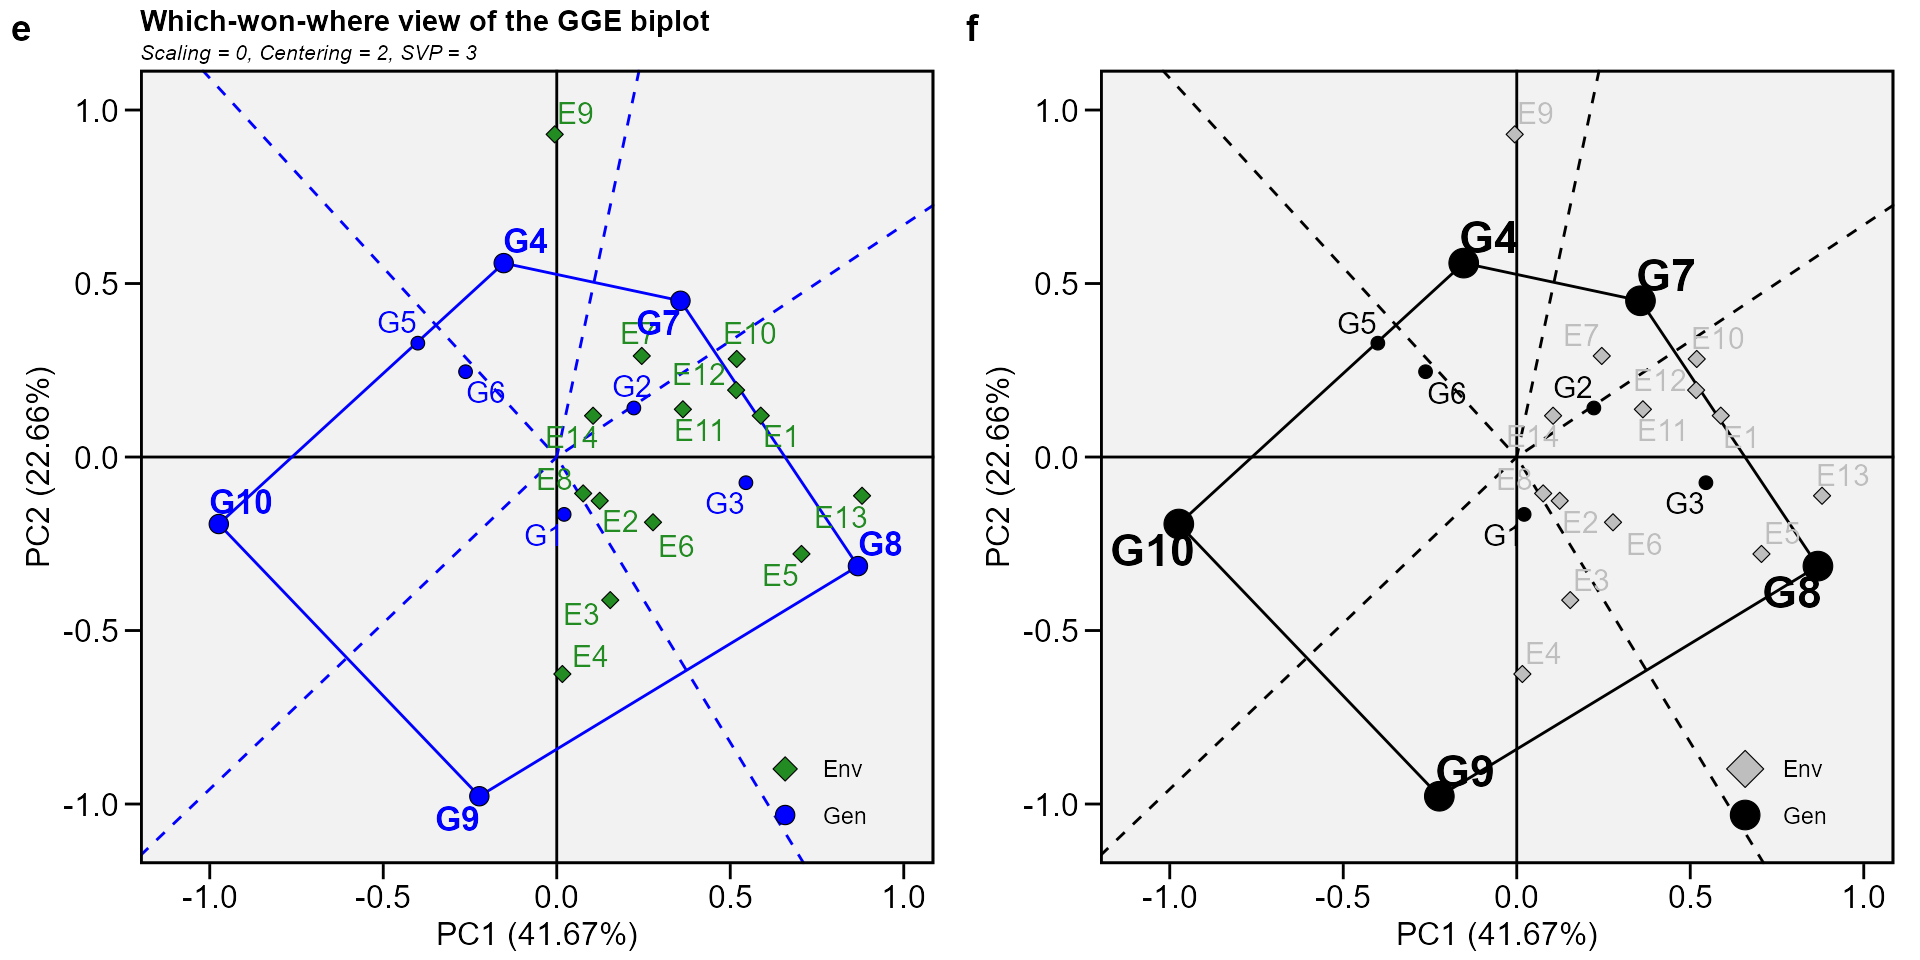 e
Which-won-where view of the GGE biplot
Scaling = 0, Centering = 2, SVP = 3
PC2 (22.66%)
1.0
0.5
0.0
-0.5
-1.0
E9
G4
G5
E7
G7
E10
G6
G2
E12
E14
E11
E1
E8
G10
G3
E13
G1
E2
E6
G8
E5
E3
E4
G9
Env
Gen
-1.0 -0.5 0.0 0.5 1.0
PC1 (41.67%)
f
PC2 (22.66%)
1.0
0.5
0.0
-0.5
-1.0
E9
G4
G7
G5
E7
E10
G6
G2
E12
E14
E11
E1
E8
E13
G3
G10
G1
E2
E6
E5
E3
G8
E4
G9
Env
Gen
-1.0 -0.5 0.0 0.5 1.0
PC1 (41.67%)